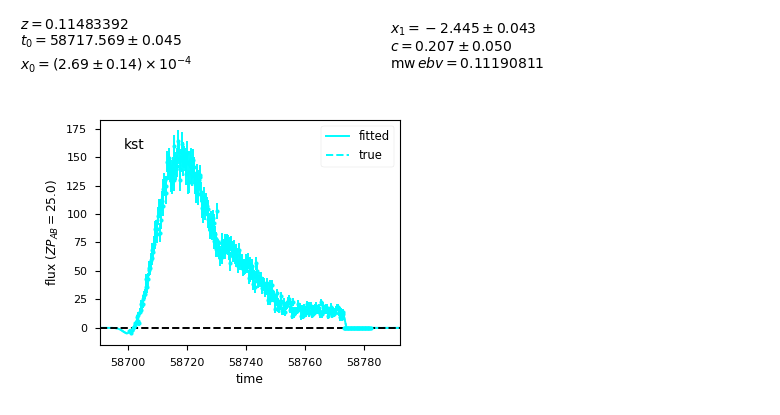 z = 0.11483392
t₀ = 58717.569 ± 0.045
x₀ = (2.69 ± 0.14) × 10⁻⁴
x₁ = −2.445 ± 0.043
c = 0.207 ± 0.050
mw ebv = 0.11190811
kst
fitted
true
175
150
125
100
75
50
25
0
flux (ZP_AB = 25.0)
58700 58720 58740 58760 58780
time